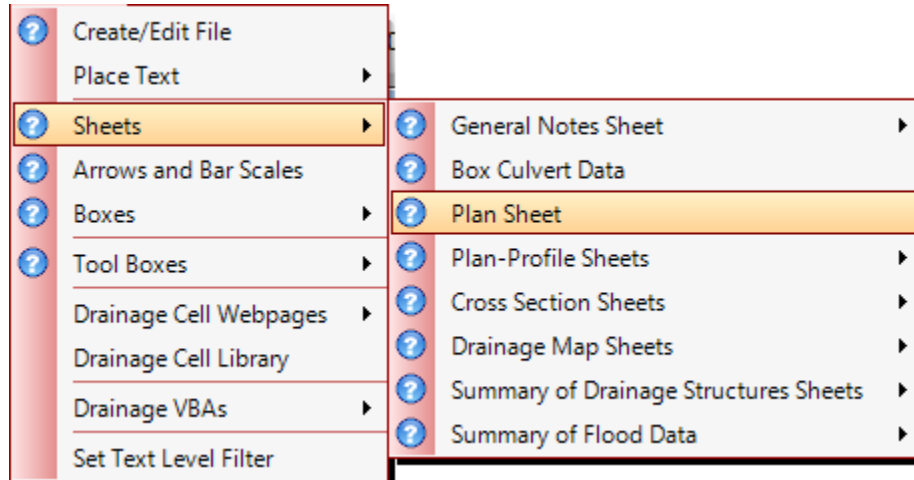 Create/Edit File
Place Text
Sheets
Arrows and Bar Scales
Boxes
Tool Boxes
Drainage Cell Webpages
Drainage Cell Library
Drainage VBAs
Set Text Level Filter
General Notes Sheet
Box Culvert Data
Plan Sheet
Plan-Profile Sheets
Cross Section Sheets
Drainage Map Sheets
Summary of Drainage Structures Sheets
Summary of Flood Data